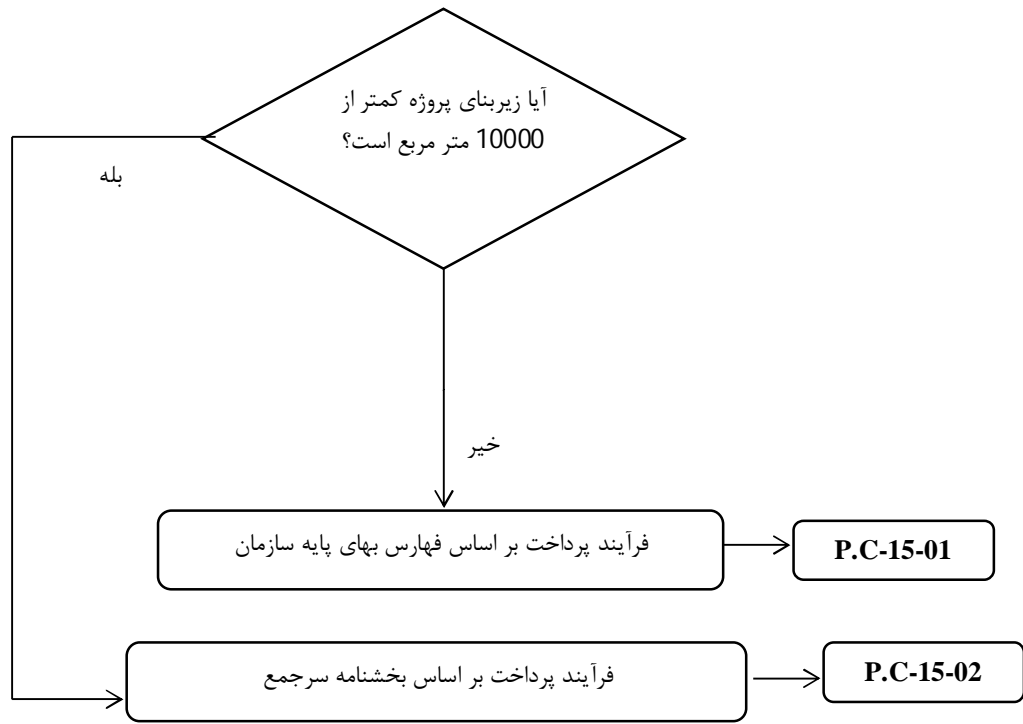 آیا زیربنای پروژه کمتر از
10000 متر مربع است؟
بله
خیر
فرآیند پرداخت بر اساس فهارس بهای پایه سازمان
P.C-15-01
فرآیند پرداخت بر اساس بخشنامه سرجمع
P.C-15-02